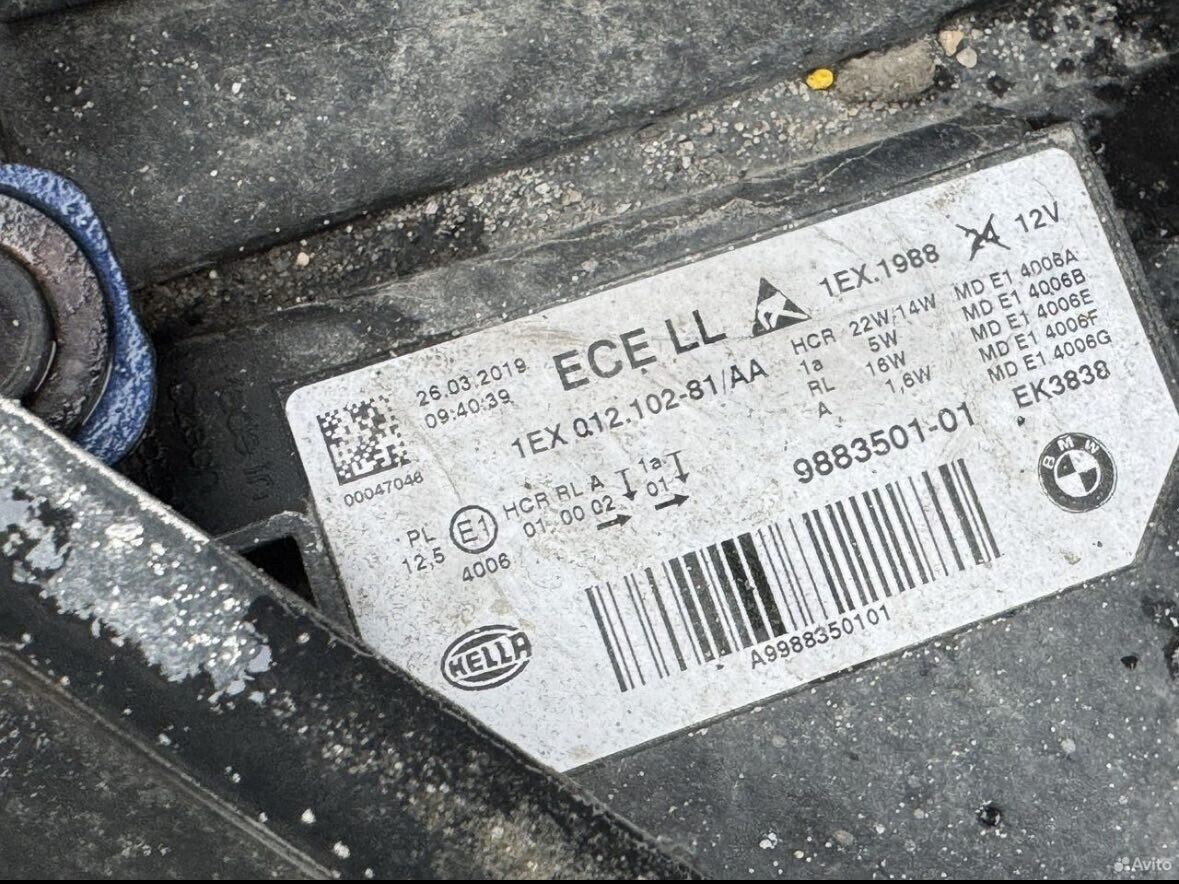 26.03.2019
09:40:39
ECE LL
1EX.1988
12V
1EX 012.102-81/AA
HCR 22W/14W
1a 5W
RL 16W
A 1,6W
MD E1 4006A
MD E1 4006B
MD E1 4006E
MD E1 4006F
MD E1 4006G
EK3838
00047046
PL
12,5
E1
4006
HCR RL A 1a
01 00 02 01
9883501-01
BMW
HELLA
A9988350101
Avito